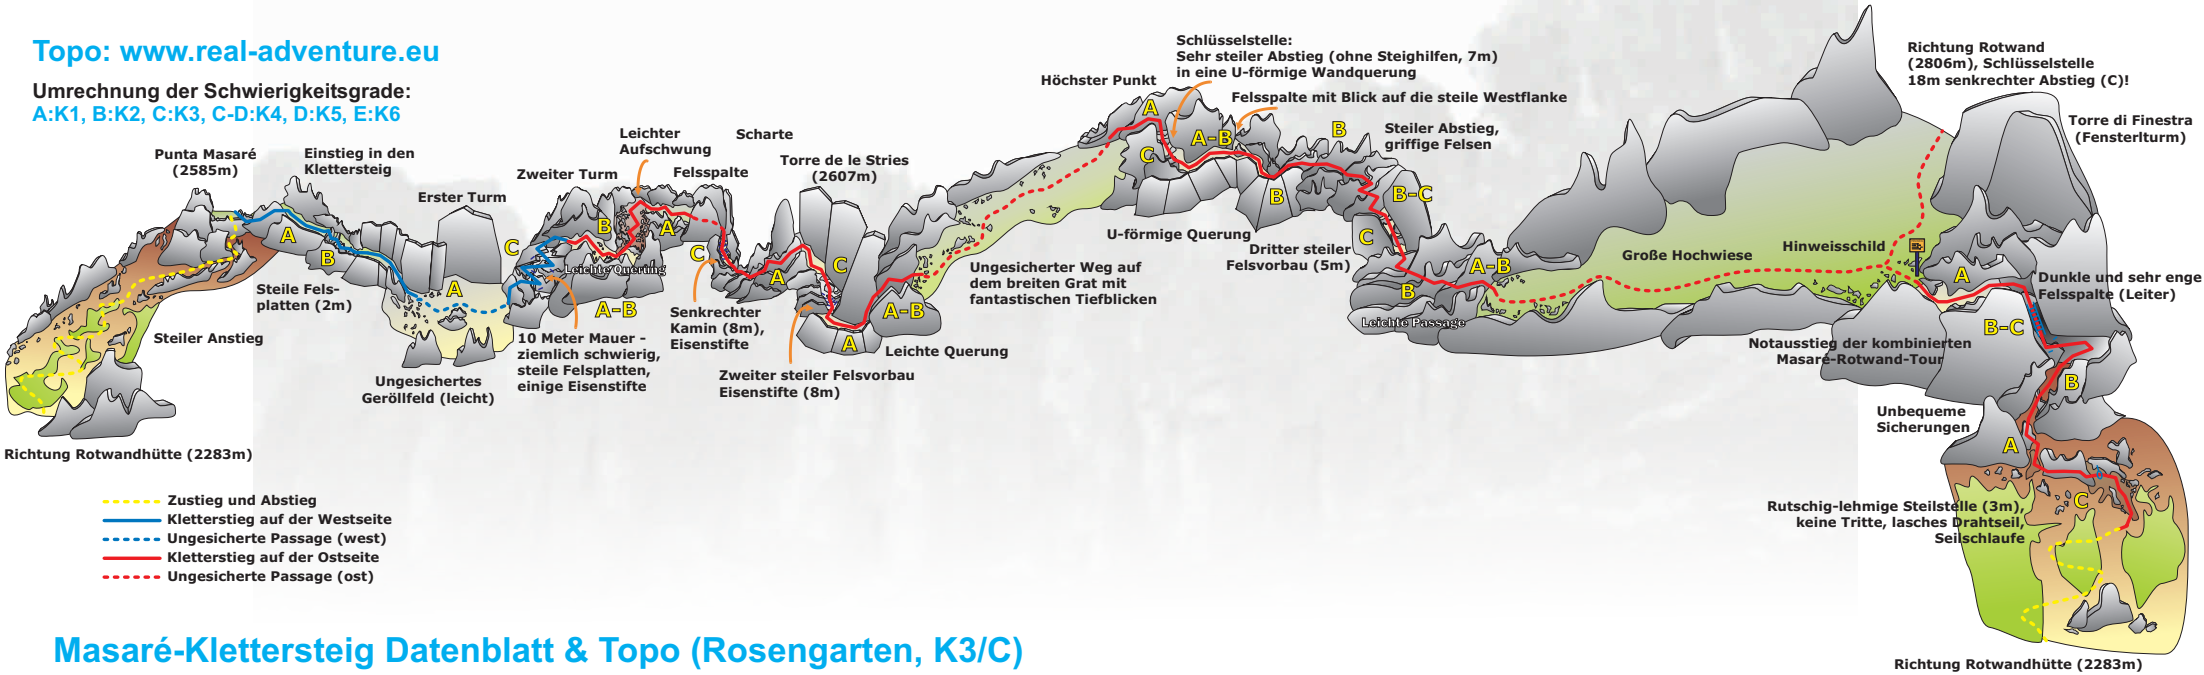 Topo: www.real-adventure.eu
Umrechnung der Schwierigkeitsgrade:
A:K1, B:K2, C:K3, C-D:K4, D:K5, E:K6
Punta Masaré
(2585m)
Einstieg in den
Klettersteig
Erster Turm
Zweiter Turm
Leichter
Aufschwung
Felsspalte
Scharte
Torre de le Stries
(2607m)
Höchster Punkt
Schlüsselstelle:
Sehr steiler Abstieg (ohne Steighilfen, 7m)
in eine U-förmige Wandquerung
Felsspalte mit Blick auf die steile Westflanke
Steiler Abstieg,
griffige Felsen
Richtung Rotwand
(2806m), Schlüsselstelle
18m senkrechter Abstieg (C)!
Torre di Finestra
(Fensterlturm)
A
B
A
C
B
A
C
A
C
A-B
A
A-B
A
C
A-B
B
B
B-C
C
A-B
B
A
B-C
B
A
C
Steile Fels-
platten (2m)
Steiler Anstieg
Ungesichertes
Geröllfeld (leicht)
Leichte Querung
10 Meter Mauer -
ziemlich schwierig,
steile Felsplatten,
einige Eisenstifte
Senkrechter
Kamin (8m),
Eisenstifte
Zweiter steiler Felsvorbau
Eisenstifte (8m)
Leichte Querung
Ungesicherter Weg auf
dem breiten Grat mit
fantastischen Tiefblicken
U-förmige Querung
Dritter steiler
Felsvorbau (5m)
Leichte Passage
Große Hochwiese
Hinweisschild
Dunkle und sehr enge
Felsspalte (Leiter)
Notausstieg der kombinierten
Masaré-Rotwand-Tour
Unbequeme
Sicherungen
Rutschig-lehmige Steilstelle (3m),
keine Tritte, lasches Drahtseil,
Seilschlaufe
Richtung Rotwandhütte (2283m)
Richtung Rotwandhütte (2283m)
Zustieg und Abstieg
Kletterstieg auf der Westseite
Ungesicherte Passage (west)
Kletterstieg auf der Ostseite
Ungesicherte Passage (ost)
Masaré-Klettersteig Datenblatt & Topo (Rosengarten, K3/C)